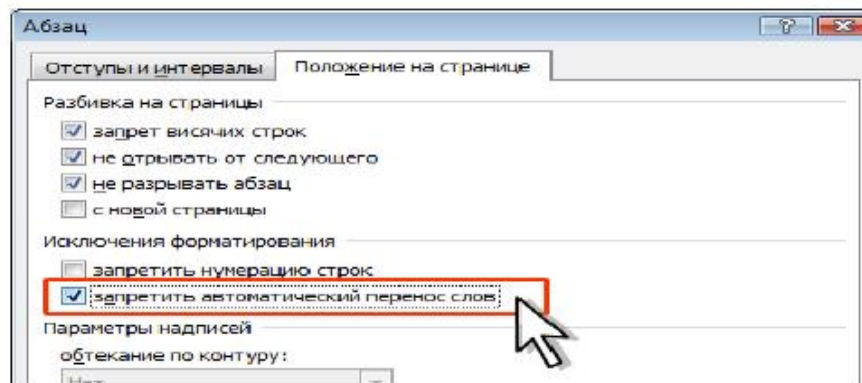 Абзац
Отступы и интервалы Положение на странице
Разбивка на страницы
запрет висячих строк
не отрывать от следующего
не разрывать абзац
с новой страницы
Исключения форматирования
запретить нумерацию строк
запретить автоматический перенос слов
Параметры надписей
обтекание по контуру:
Нет